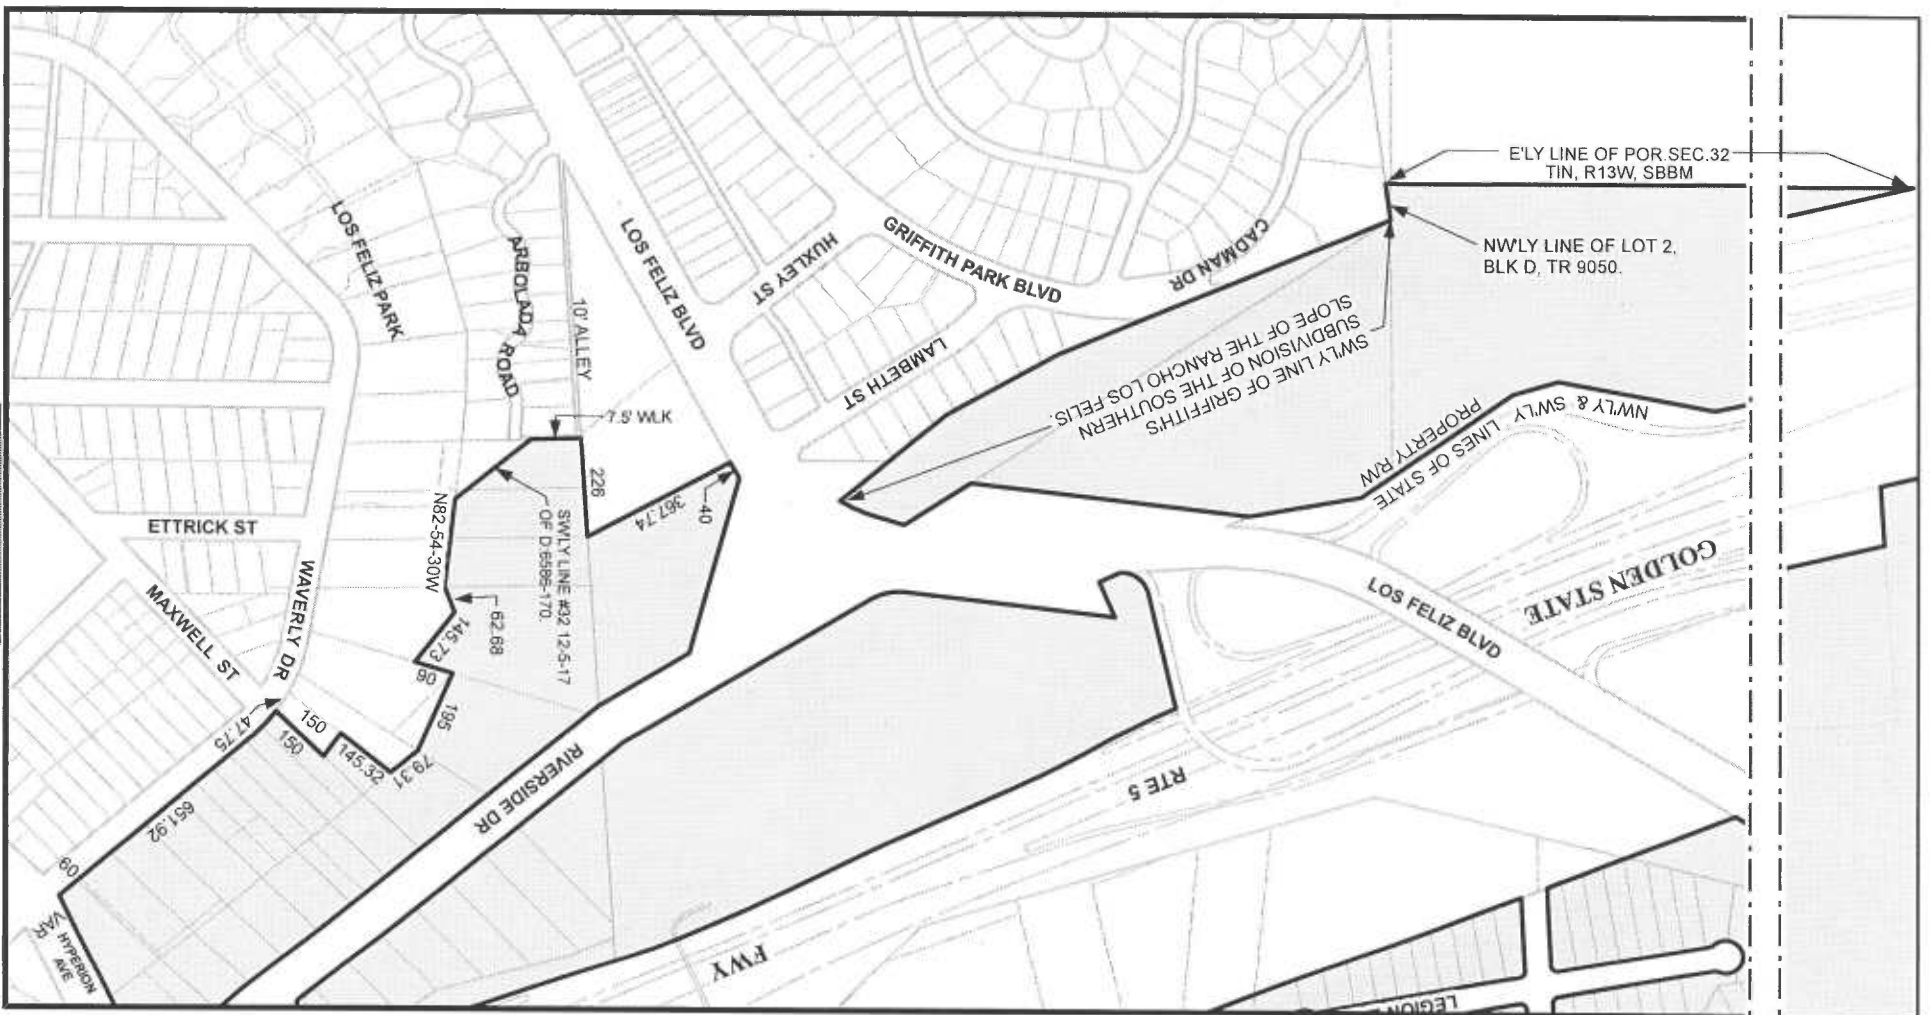 E'LY LINE OF POR.SEC.32
TIN, R13W, SBBM
NW'LY LINE OF LOT 2,
BLK D, TR 9050.
LOS FELIZ PARK
ARBOLADA ROAD
10' ALLEY
LOS FELIZ BLVD
HUXLEY ST
GRIFFITH PARK BLVD
CADMAN DR
LAMBETH ST
SW'LY LINE OF GRIFFITH'S
SUBDIVISION OF THE SOUTHERN
SLOPE OF THE RANCHO LOS FELIS.
NW'LY & SW'LY LINES OF STATE
PROPERTY R/W
7.5' WLK
226
367.74
40
SWLY LINE #32 12-5-17
OF D:6586-170.
N82-54-30W
62.68
145.73
90
195
79.31
145.32
150
150
47.75
651.92
60
ETTRICK ST
MAXWELL ST
WAVERLY DR
VAR
HYPERION
AVE
RIVERSIDE DR
GOLDEN STATE
LOS FELIZ BLVD
RTE 5
FWY
LEGION